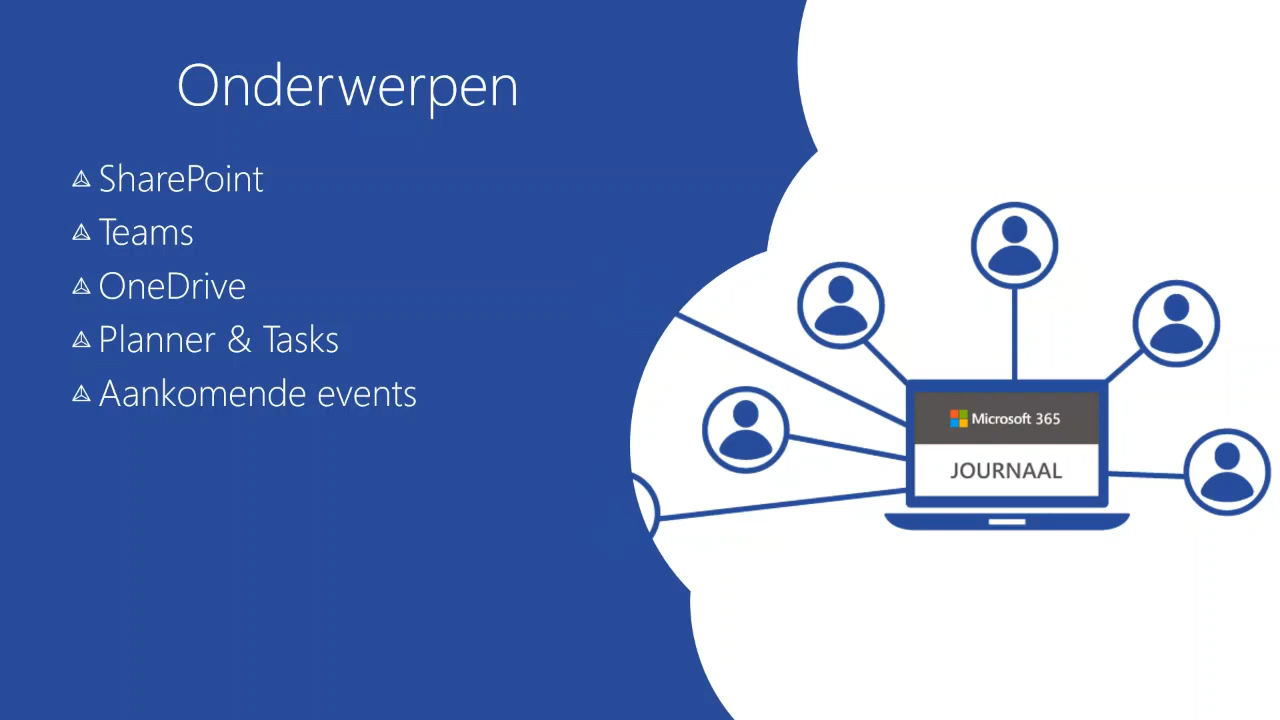 Onderwerpen
SharePoint
Teams
OneDrive
Planner & Tasks
Aankomende events
Microsoft 365
JOURNAAL